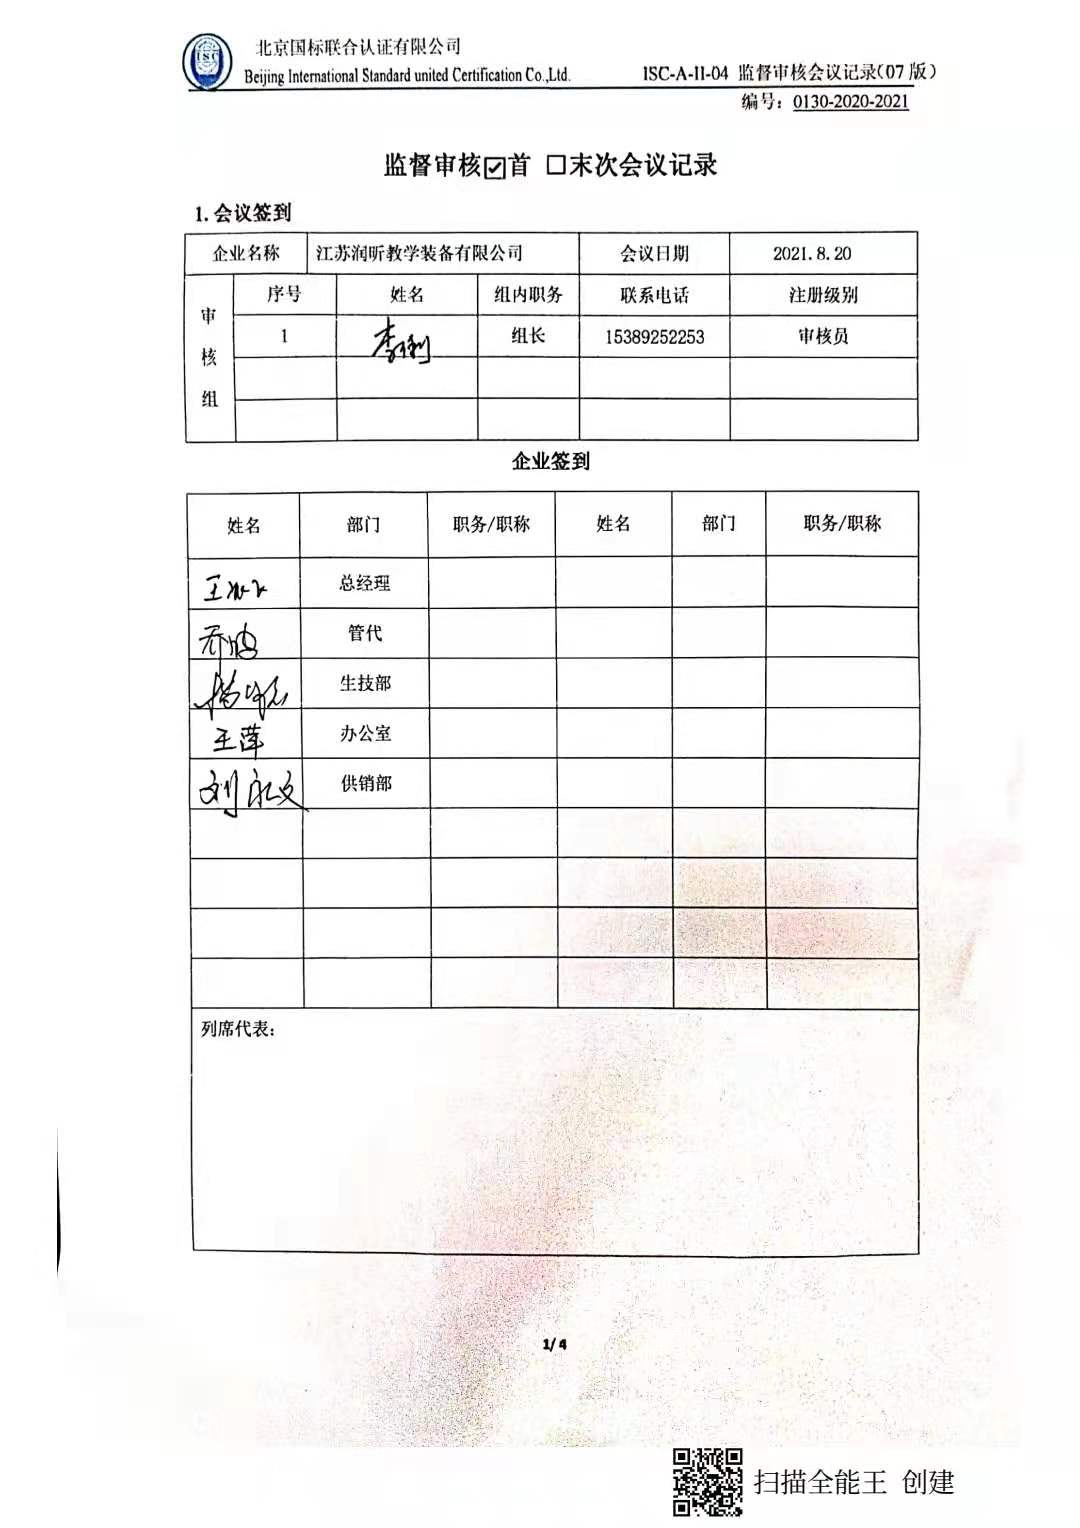 ISC
北京国标联合认证有限公司
Beijing International Standard united Certification Co.,Ltd.
ISC-A-II-04 监督审核会议记录(07 版)
编号: 0130-2020-2021
监督审核☑首 ☐末次会议记录
1. 会议签到
企业名称 江苏润昕教学装备有限公司 会议日期 2021.8.20
审核组
序号 姓名 组内职务 联系电话 注册级别
1 组长 15389252253 审核员
企业签到
姓名 部门 职务/职称 姓名 部门 职务/职称
总经理
管代
生技部
王萍 办公室
刘永文 供销部
列席代表:
1/ 4
扫描全能王 创建